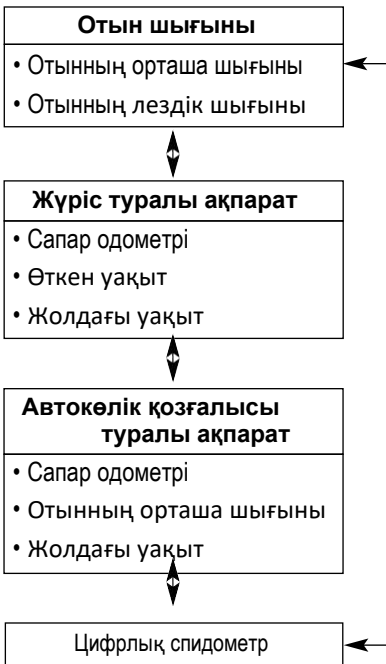 Отын шығыны
• Отынның орташа шығыны
• Отынның лездік шығыны
Жүріс туралы ақпарат
• Сапар одометрі
• Өткен уақыт
• Жолдағы уақыт
Автокөлік қозғалысы
туралы ақпарат
• Сапар одометрі
• Отынның орташа шығыны
• Жолдағы уақыт
Цифрлық спидометр